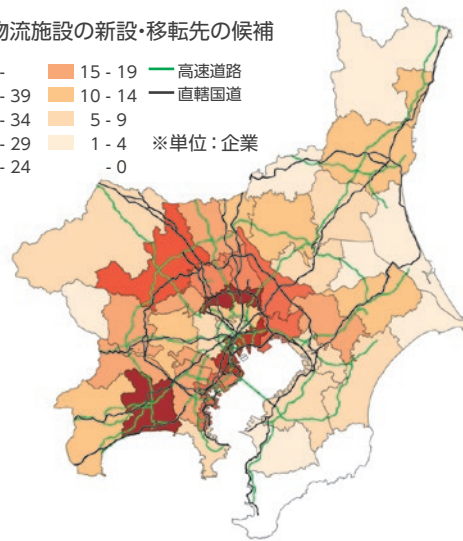 物流施設の新設・移転先の候補
-
- 39
- 34
- 29
- 24
15 - 19
10 - 14
5 - 9
1 - 4
- 0
高速道路
直轄国道
※単位：企業